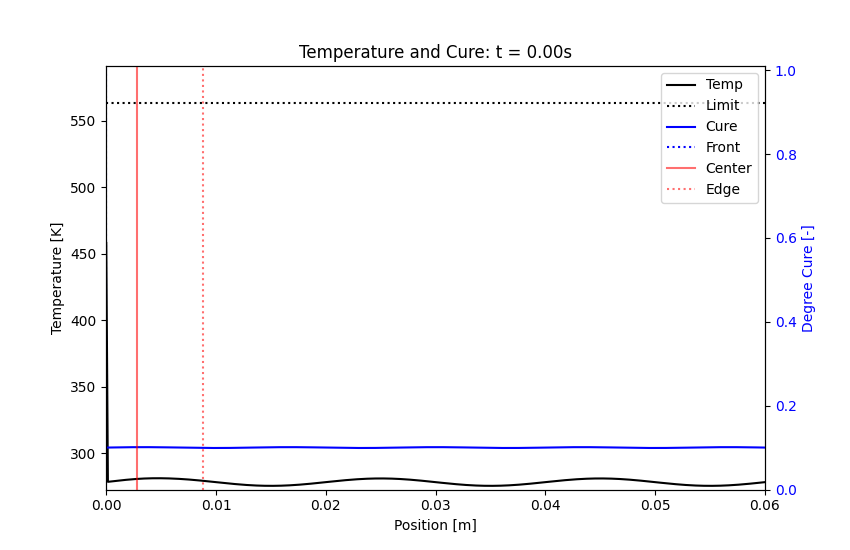 Temperature and Cure: t = 0.00s
Temp
Limit
Cure
Front
Center
Edge
550
500
450
400
350
300
Temperature [K]
1.0
0.8
0.6
0.4
0.2
0.0
Degree Cure [-]
0.00
0.01
0.02
0.03
0.04
0.05
0.06
Position [m]